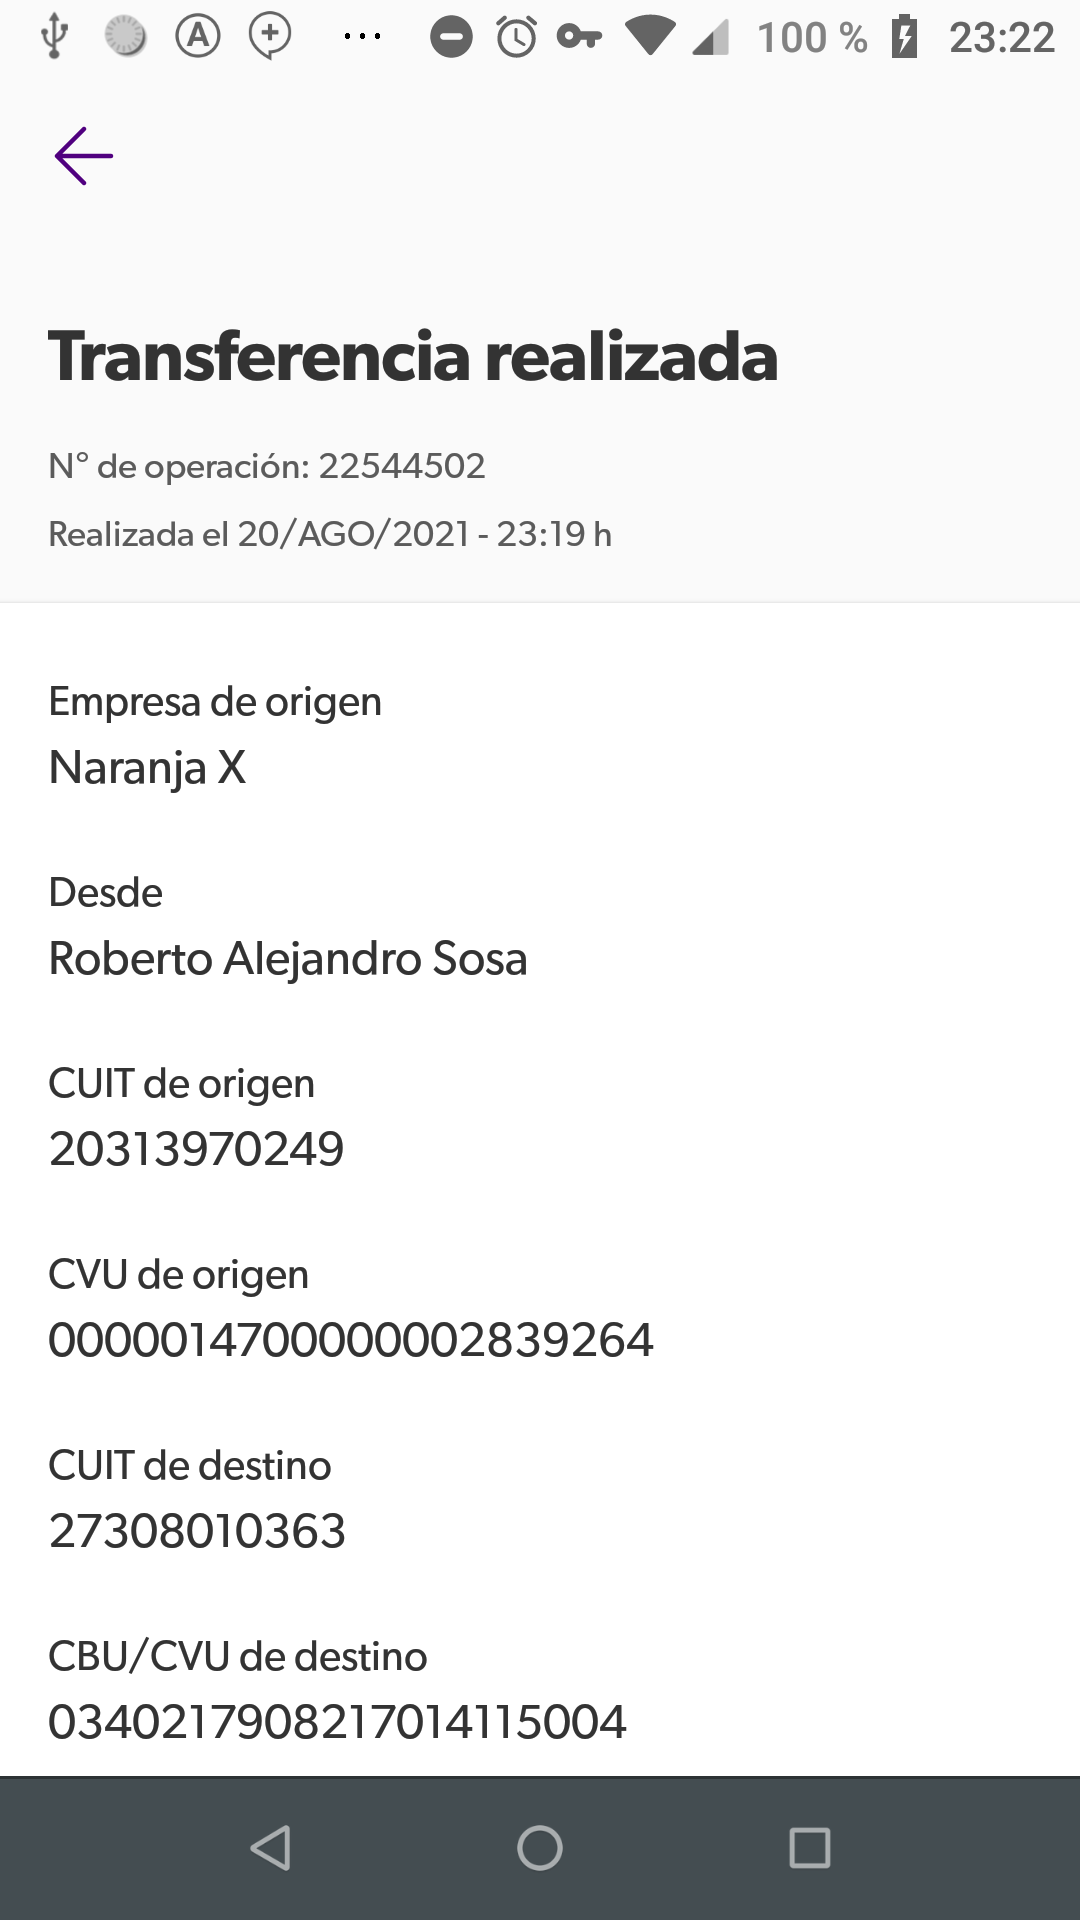 100 % 23:22
Transferencia realizada
N° de operación: 22544502
Realizada el 20/AGO/2021 - 23:19 h
Empresa de origen
Naranja X
Desde
Roberto Alejandro Sosa
CUIT de origen
20313970249
CVU de origen
0000014700000002839264
CUIT de destino
27308010363
CBU/CVU de destino
0340217908217014115004